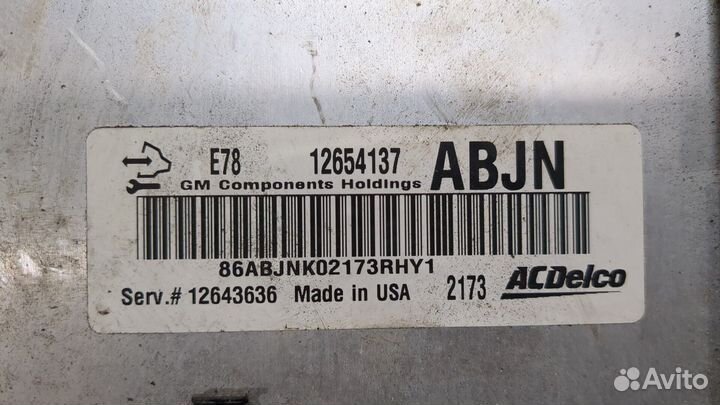 E78 12654137 ABJN
GM Components Holdings
86ABJNK02173RHY1
Serv.# 12643636 Made in USA 2173 ACDelco
Avito